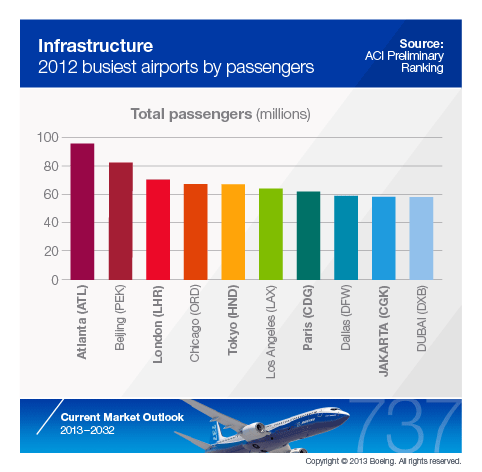 Infrastructure
2012 busiest airports by passengers
Source:
ACI Preliminary
Ranking
Total passengers (millions)
100
80
60
40
20
0
Atlanta (ATL)
Beijing (PEK)
London (LHR)
Chicago (ORD)
Tokyo (HND)
Los Angeles (LAX)
Paris (CDG)
Dallas (DFW)
JAKARTA (CGK)
DUBAI (DXB)
Current Market Outlook
2013–2032
737
Copyright © 2013 Boeing. All rights reserved.